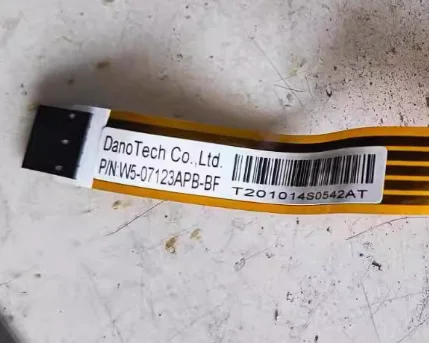 DanoTech Co.,Ltd.
P/N:W5-07123APB-BF
T201014S0542AT